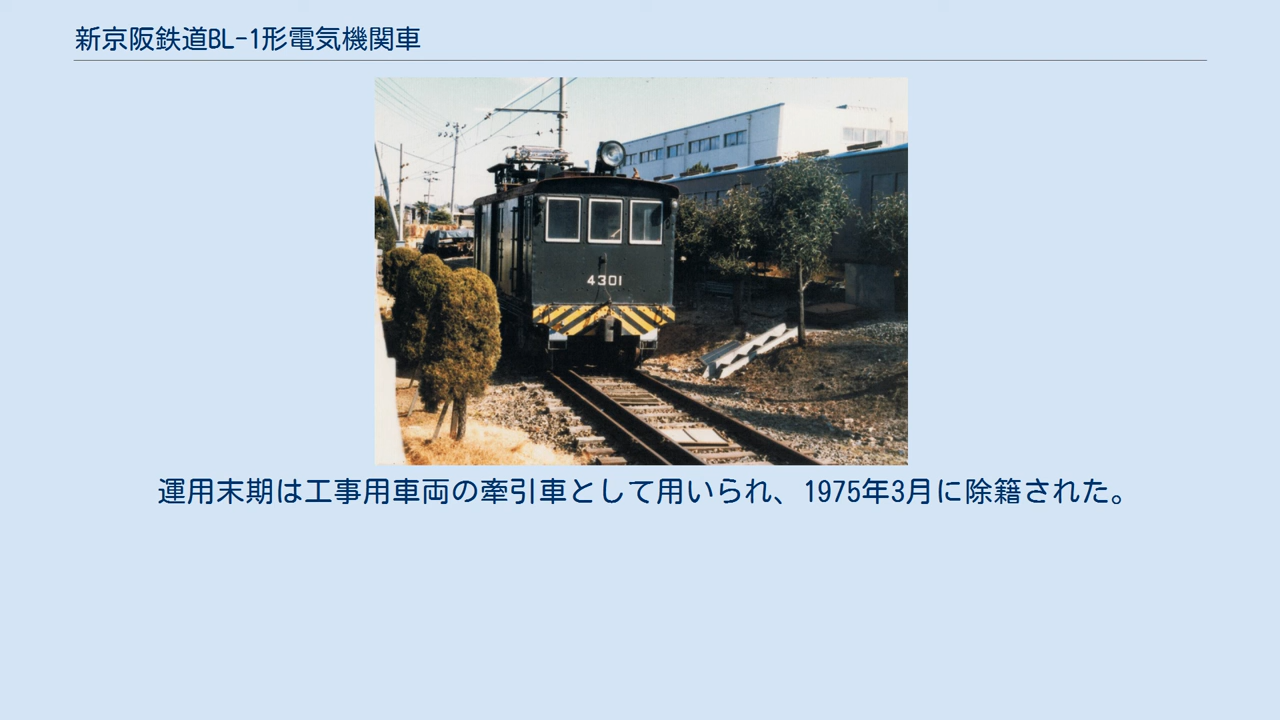 新京阪鉄道BL-1形電気機関車
4301
運用末期は工事用車両の牽引車として用いられ、1975年3月に除籍された。